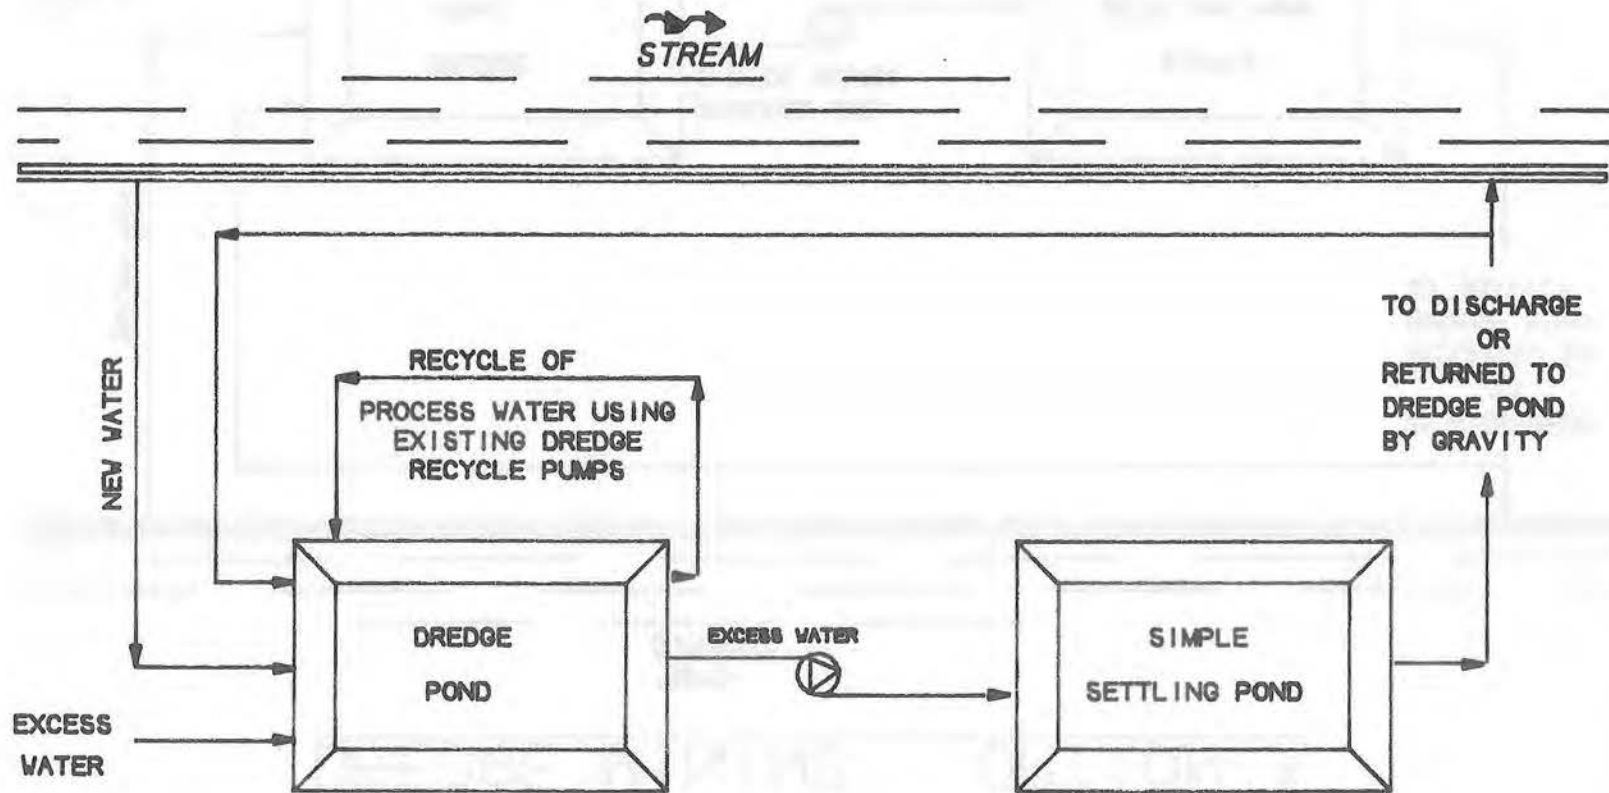 STREAM
TO DISCHARGE
OR
RETURNED TO
DREDGE POND
BY GRAVITY
NEW WATER
RECYCLE OF
PROCESS WATER USING
EXISTING DREDGE
RECYCLE PUMPS
DREDGE
POND
EXCESS WATER
SIMPLE
SETTLING POND
EXCESS
WATER